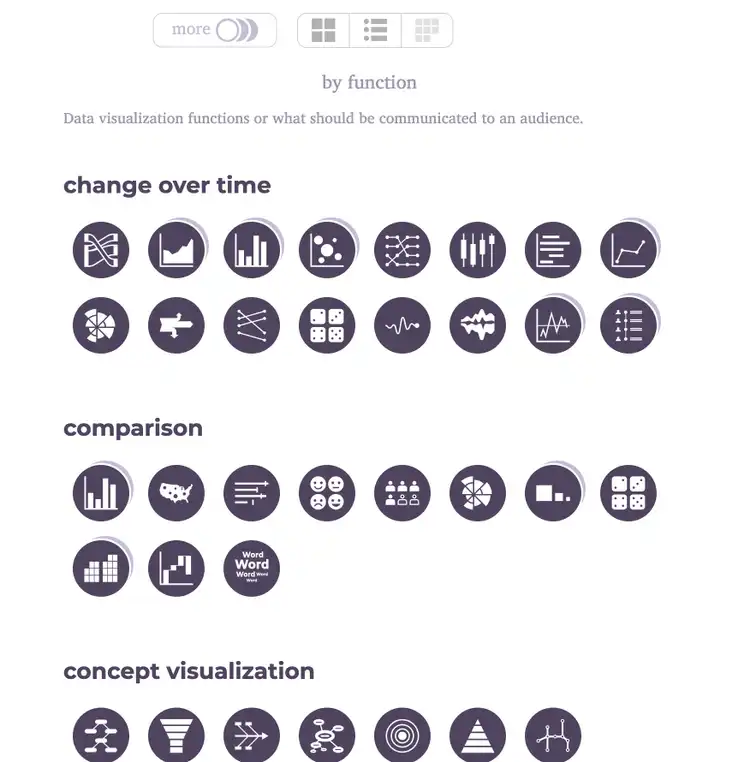 more
by function
Data visualization functions or what should be communicated to an audience.
change over time
comparison
Word
Word
Word Word
Word
concept visualization